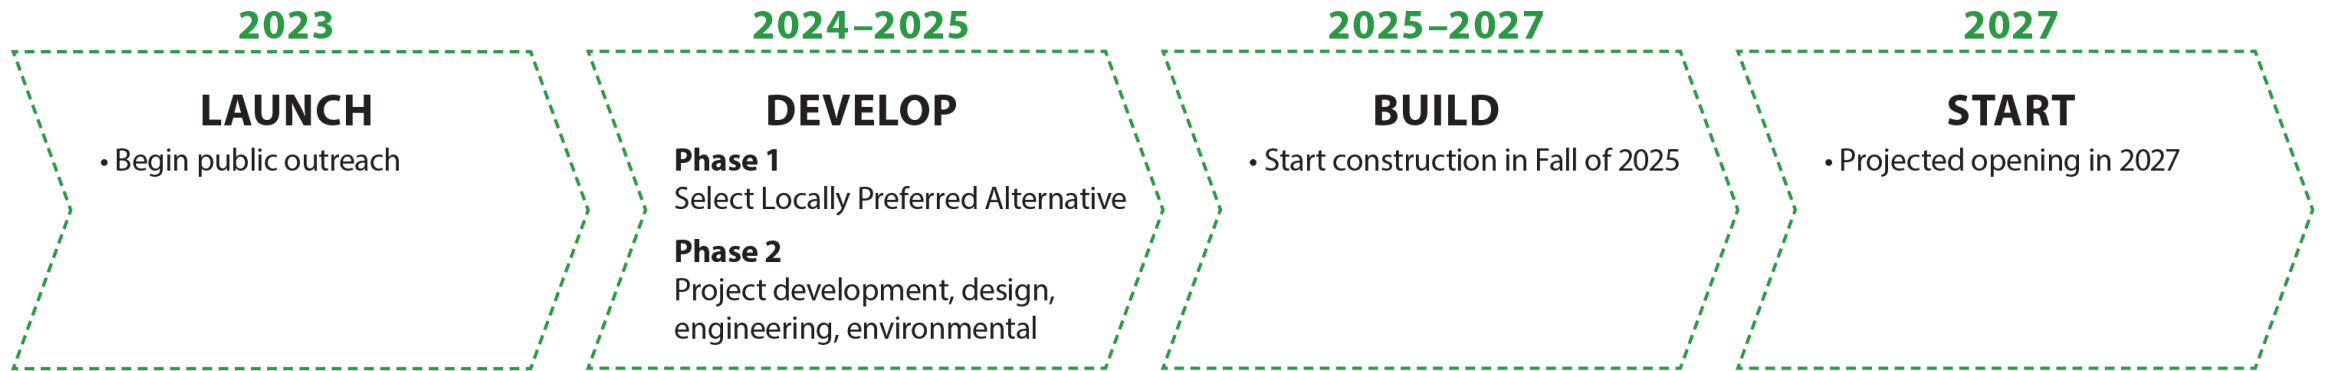 2023
LAUNCH
• Begin public outreach
2024–2025
DEVELOP
Phase 1
Select Locally Preferred Alternative
Phase 2
Project development, design,
engineering, environmental
2025–2027
BUILD
• Start construction in Fall of 2025
2027
START
• Projected opening in 2027